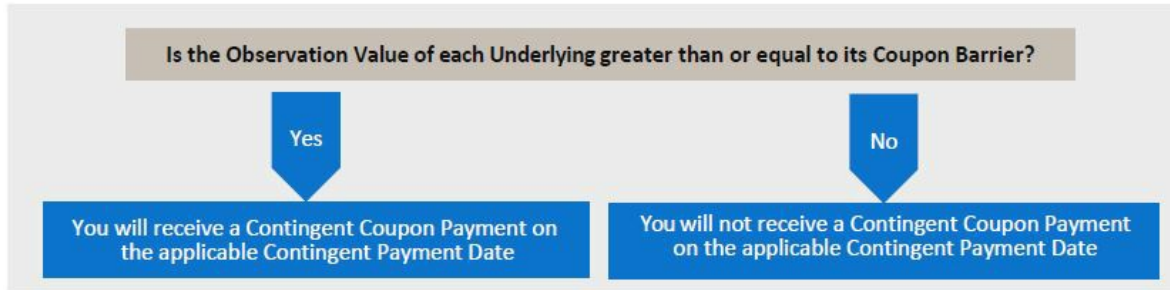 Is the Observation Value of each Underlying greater than or equal to its Coupon Barrier?
Yes
No
You will receive a Contingent Coupon Payment on
the applicable Contingent Payment Date
You will not receive a Contingent Coupon Payment
on the applicable Contingent Payment Date